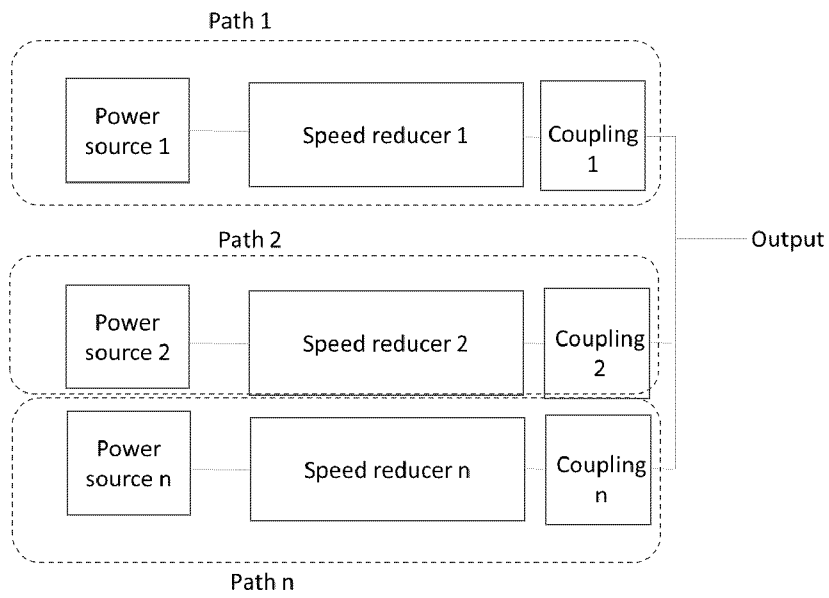 Path 1
Power
source 1
Speed reducer 1
Coupling
1
Path 2
Output
Power
source 2
Speed reducer 2
Coupling
2
Power
source n
Speed reducer n
Coupling
n
Path n